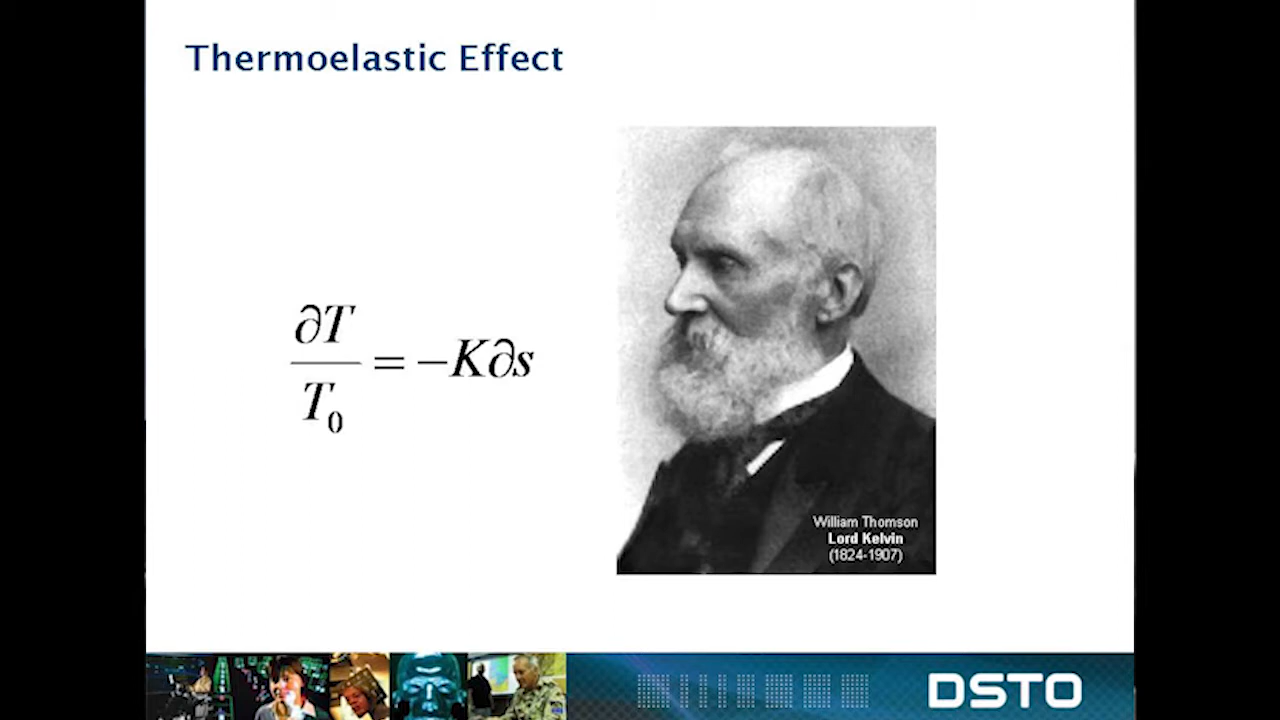 Thermoelastic Effect
∂T/T₀ = −K∂s
William Thomson
Lord Kelvin
(1824-1907)
DSTO